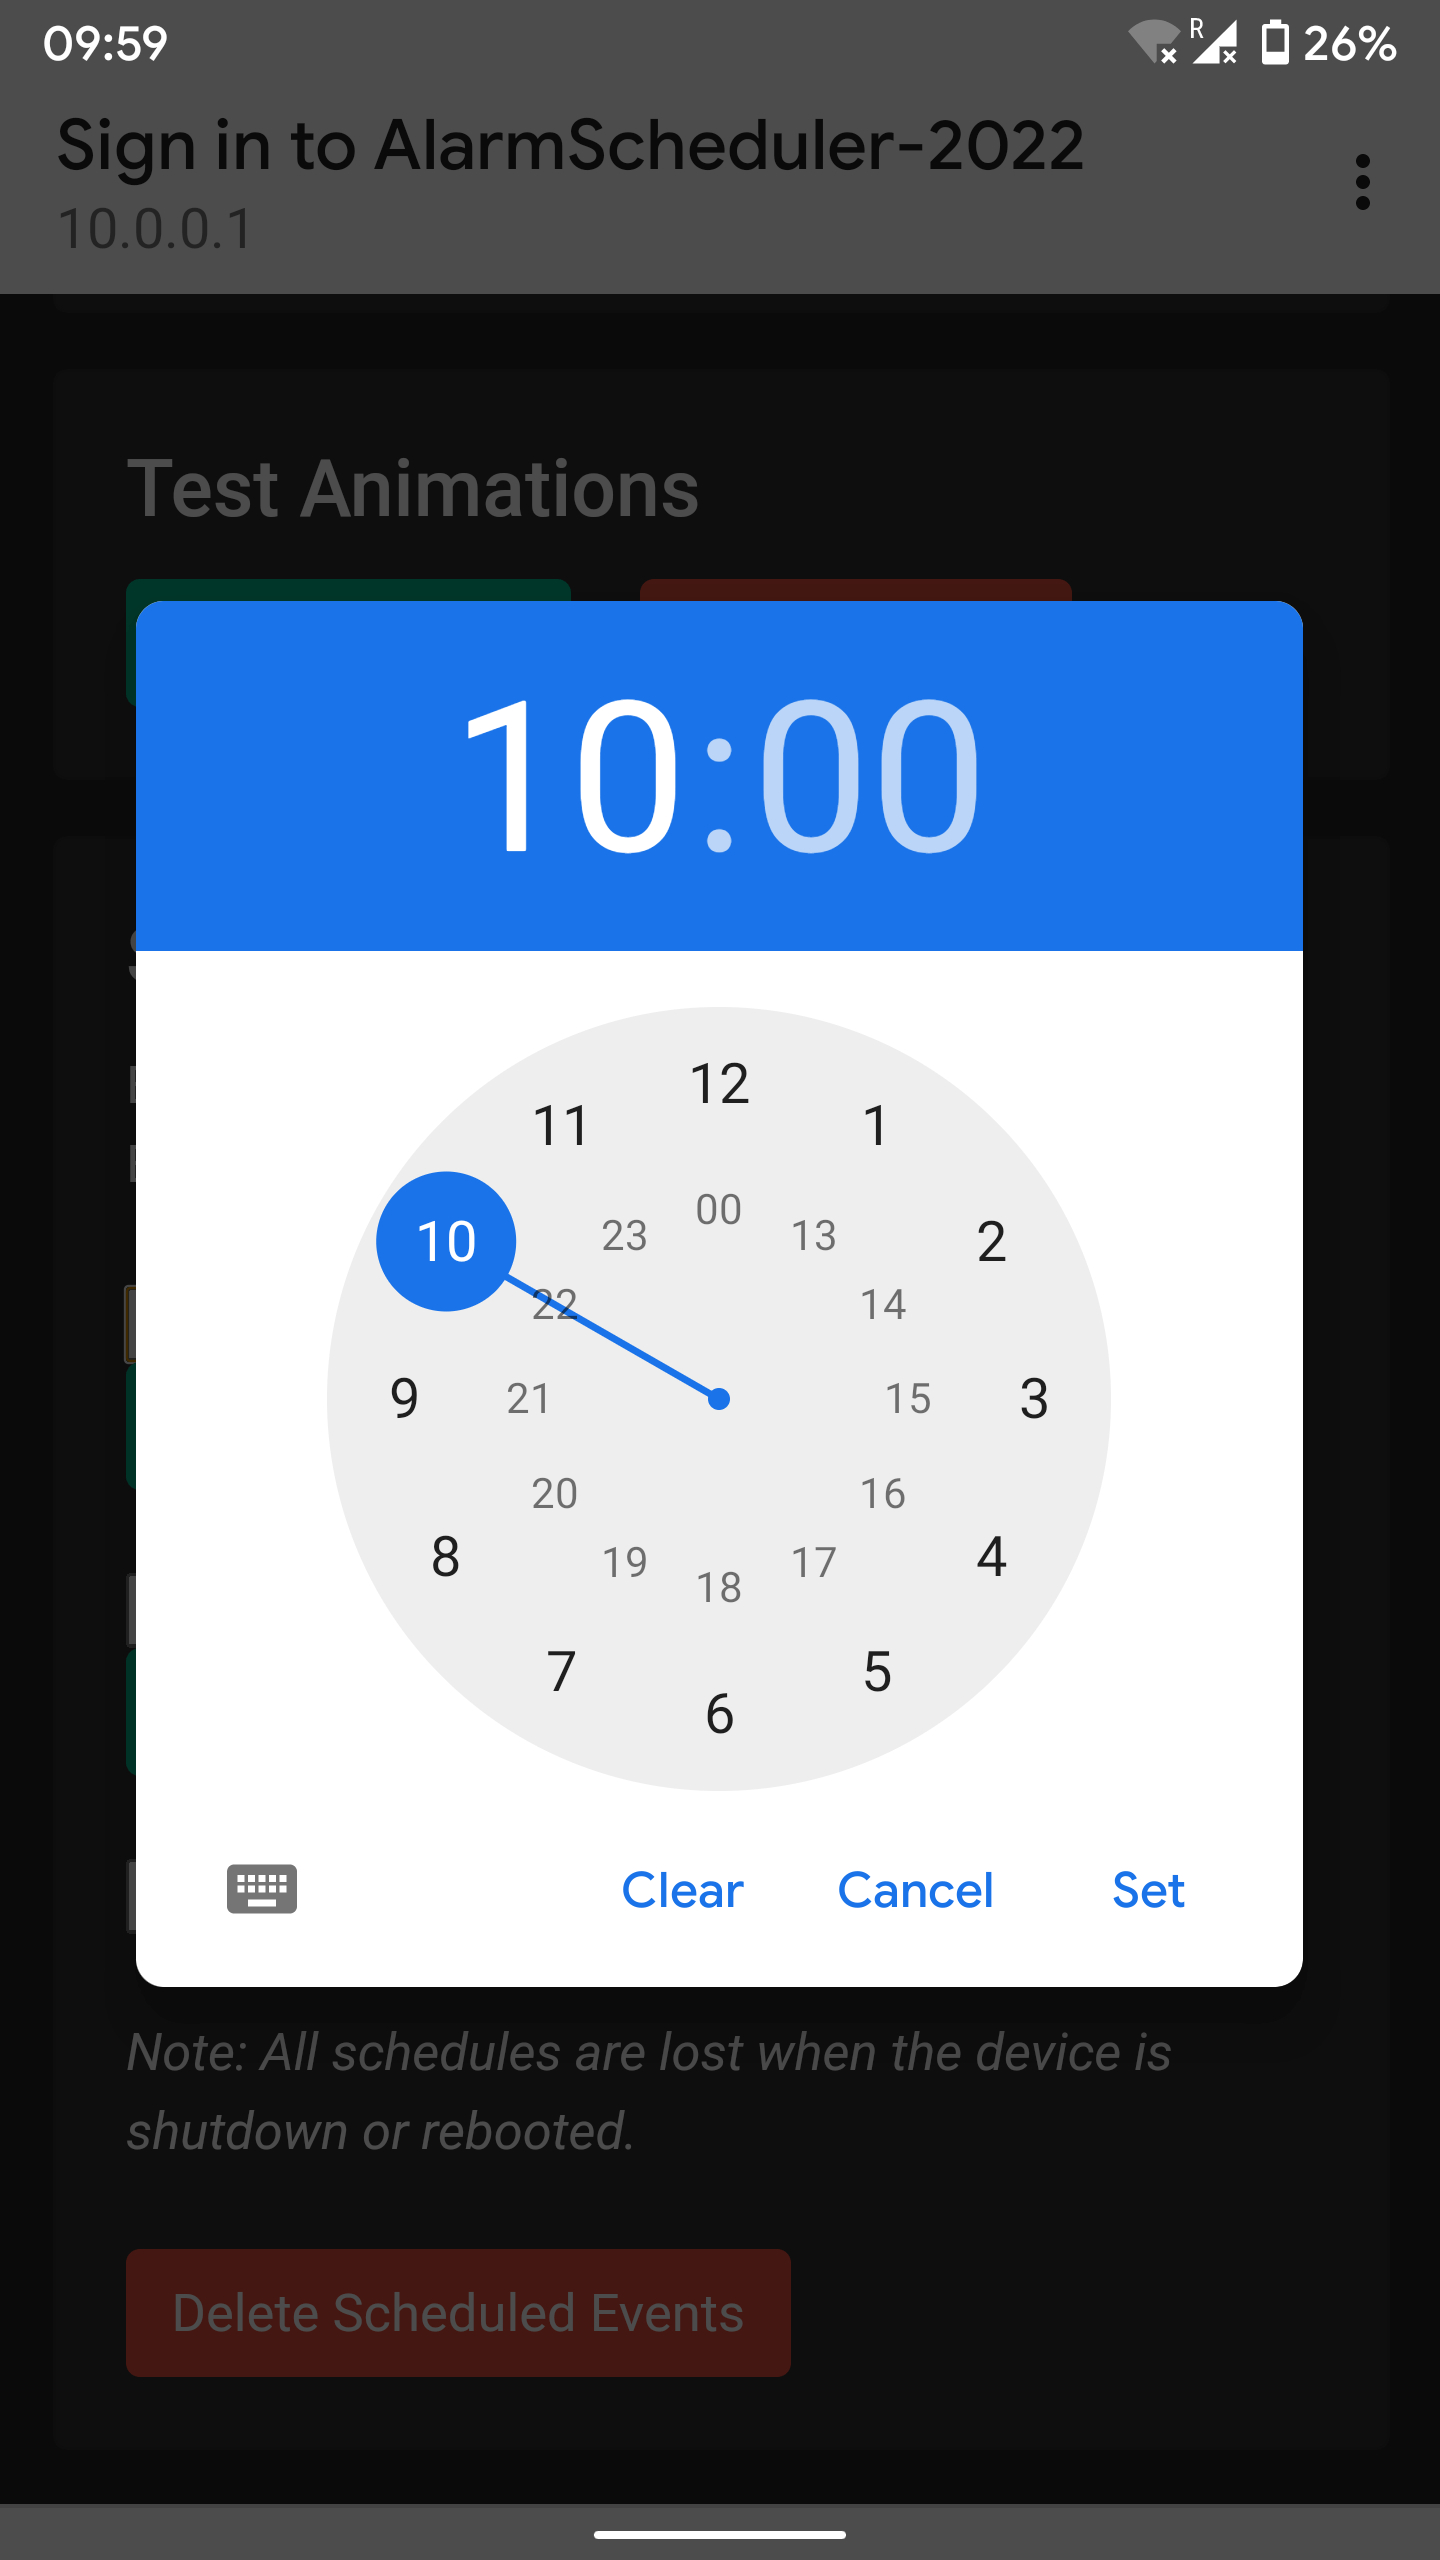 09:59 R 26%
Sign in to AlarmScheduler-2022
10.0.0.1
Test Animations
10:00
12
11 1
10 2
00
23 13
22 14
9 21 15 3
20 16
8 4
19 17
18
7 5
6
Clear Cancel Set
Note: All schedules are lost when the device is
shutdown or rebooted.
Delete Scheduled Events